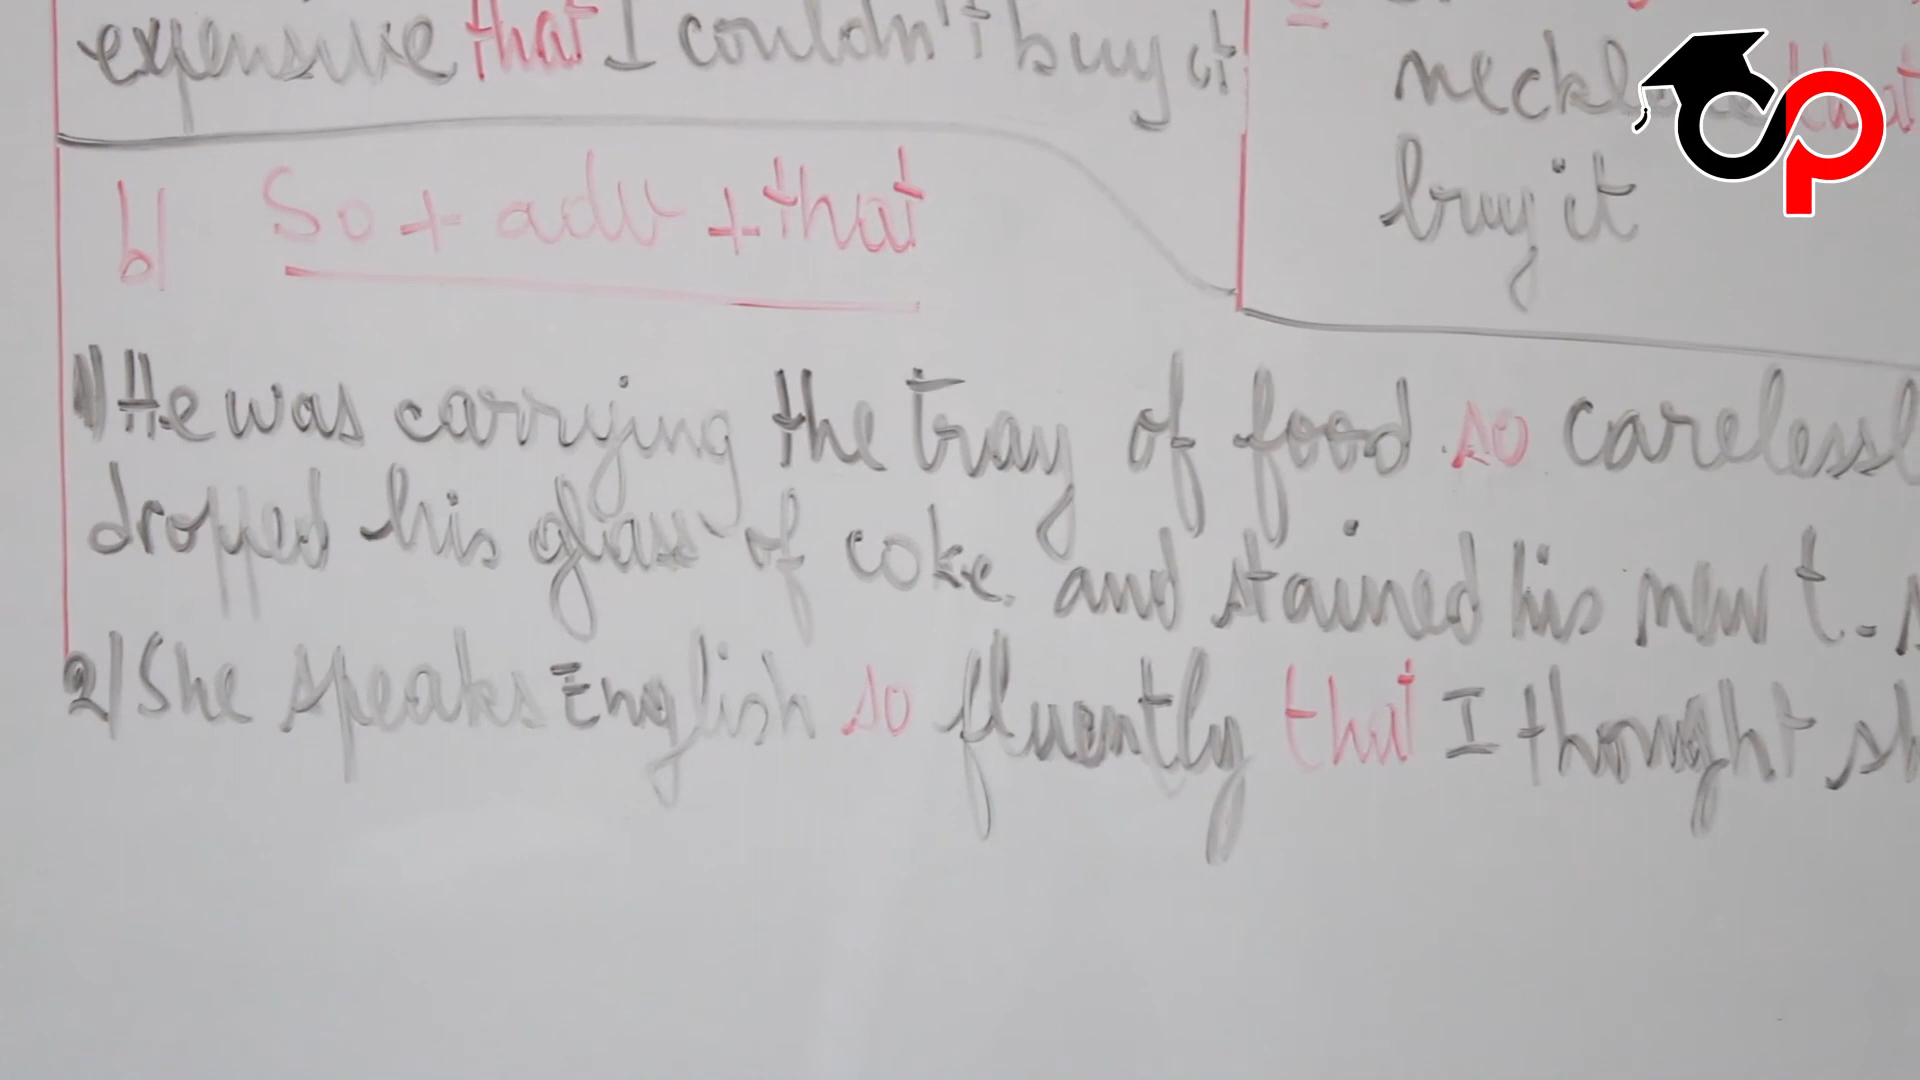 expensive that I couldn't buy it
=
neckl that
buy it
b/ So + adv + that
1/ He was carrying the tray of food so carelessl
dropped his glass of coke. and stained his new t-s
2/ She speaks English so fluently that I thought sh